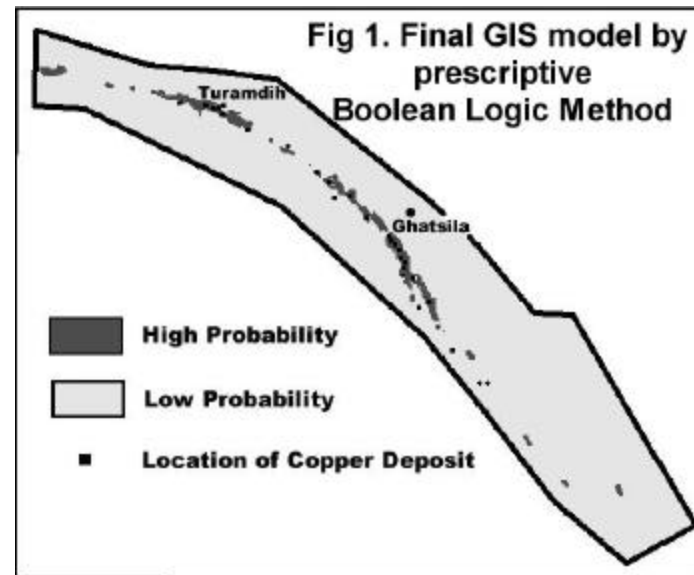 Fig 1. Final GIS model by
prescriptive
Boolean Logic Method
Turamdih
Ghatsila
High Probability
Low Probability
Location of Copper Deposit